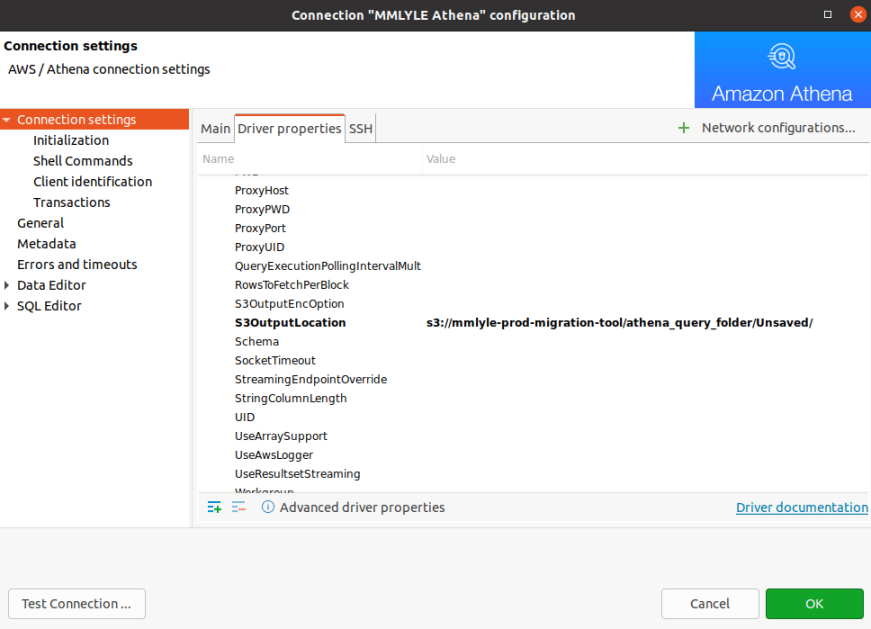 Connection "MMLYLE Athena" configuration
Connection settings
AWS / Athena connection settings
Amazon Athena
Connection settings
Initialization
Shell Commands
Client identification
Transactions
General
Metadata
Errors and timeouts
Data Editor
SQL Editor
Main Driver properties SSH
Network configurations...
Name Value
ProxyHost
ProxyPWD
ProxyPort
ProxyUID
QueryExecutionPollingIntervalMult
RowsToFetchPerBlock
S3OutputEncOption
S3OutputLocation s3://mmlyle-prod-migration-tool/athena_query_folder/Unsaved/
Schema
SocketTimeout
StreamingEndpointOverride
StringColumnLength
UID
UseArraySupport
UseAwsLogger
UseResultsetStreaming
Workgroup
Advanced driver properties Driver documentation
Test Connection ... Cancel OK